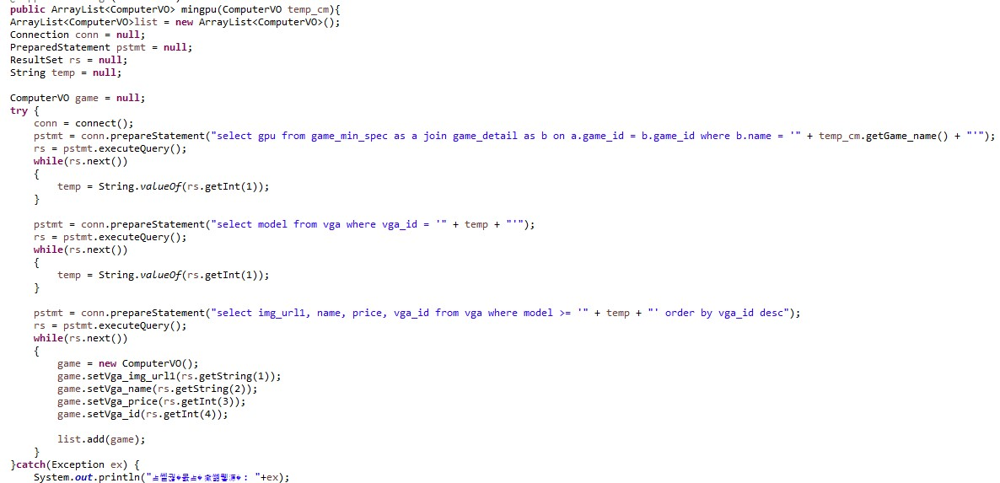 public ArrayList<ComputerVO> mingpu(ComputerVO temp_cm){
ArrayList<ComputerVO>list = new ArrayList<ComputerVO>();
Connection conn = null;
PreparedStatement pstmt = null;
ResultSet rs = null;
String temp = null;
ComputerVO game = null;
try {
conn = connect();
pstmt = conn.prepareStatement("select gpu from game_min_spec as a join game_detail as b on a.game_id = b.game_id where b.name = '" + temp_cm.getGame_name() + "'");
rs = pstmt.executeQuery();
while(rs.next())
{
temp = String.valueOf(rs.getInt(1));
}
pstmt = conn.prepareStatement("select model from vga where vga_id = '" + temp + "'");
rs = pstmt.executeQuery();
while(rs.next())
{
temp = String.valueOf(rs.getInt(1));
}
pstmt = conn.prepareStatement("select img_url1, name, price, vga_id from vga where model >= '" + temp + "' order by vga_id desc");
rs = pstmt.executeQuery();
while(rs.next())
{
game = new ComputerVO();
game.setVga_img_url1(rs.getString(1));
game.setVga_name(rs.getString(2));
game.setVga_price(rs.getInt(3));
game.setVga_id(rs.getInt(4));
list.add(game);
}
}catch(Exception ex) {
System.out.println(" : "+ex);